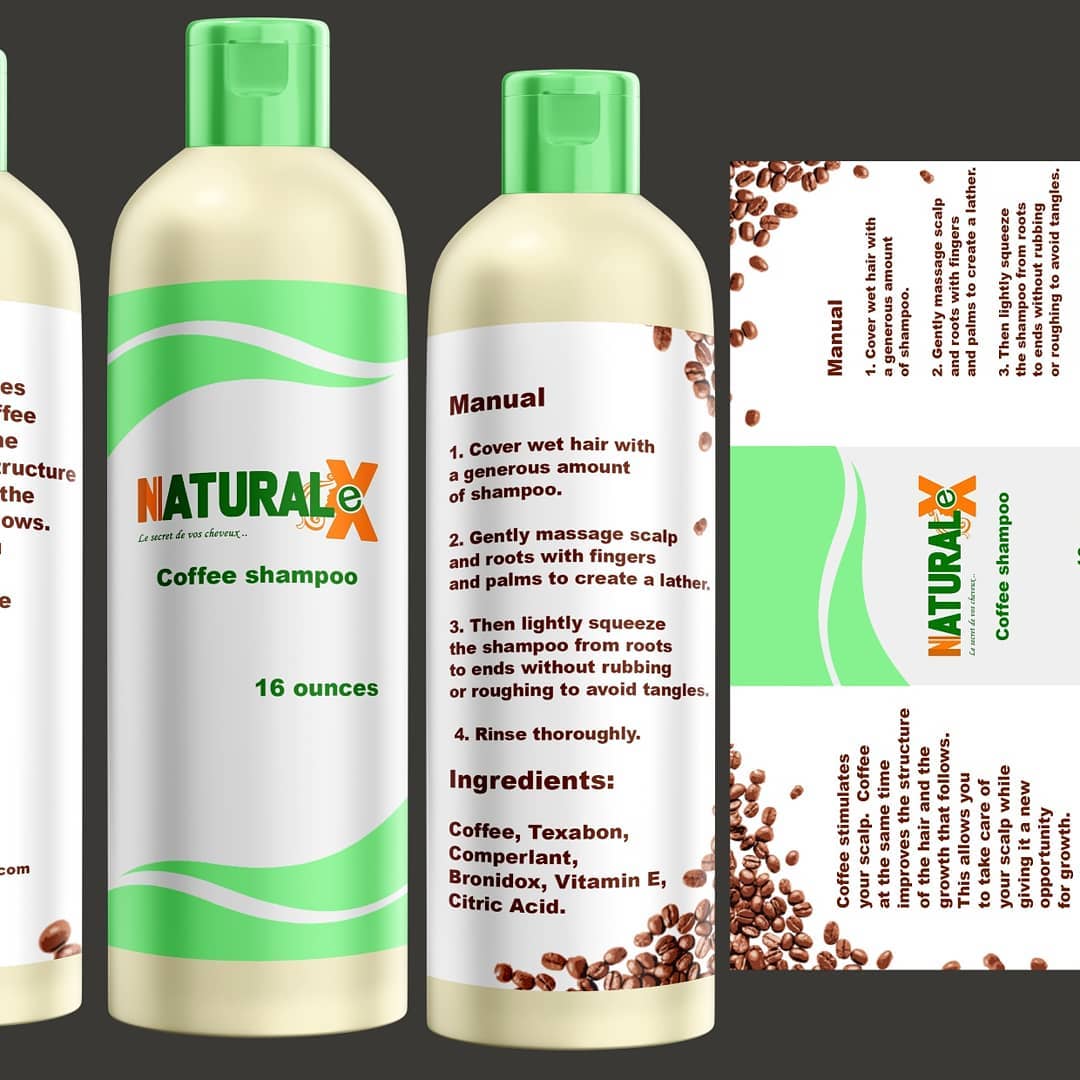 es
ffee
ne
tructure
the
ows.
e
com
NATURALeX
Le secret de vos cheveux..
Coffee shampoo
16 ounces
Manual
1. Cover wet hair with
a generous amount
of shampoo.
2. Gently massage scalp
and roots with fingers
and palms to create a lather.
3. Then lightly squeeze
the shampoo from roots
to ends without rubbing
or roughing to avoid tangles.
4. Rinse thoroughly.
Ingredients:
Coffee, Texabon,
Comperlant,
Bronidox, Vitamin E,
Citric Acid.
Manual
1. Cover wet hair with
a generous amount
of shampoo.
2. Gently massage scalp
and roots with fingers
and palms to create a lather.
3. Then lightly squeeze
the shampoo from roots
to ends without rubbing
or roughing to avoid tangles.
NATURALeX
Le secret de vos cheveux..
Coffee shampoo
Coffee stimulates
your scalp. Coffee
at the same time
improves the structure
of the hair and the
growth that follows.
This allows you
to take care of
your scalp while
giving it a new
opportunity
for growth.